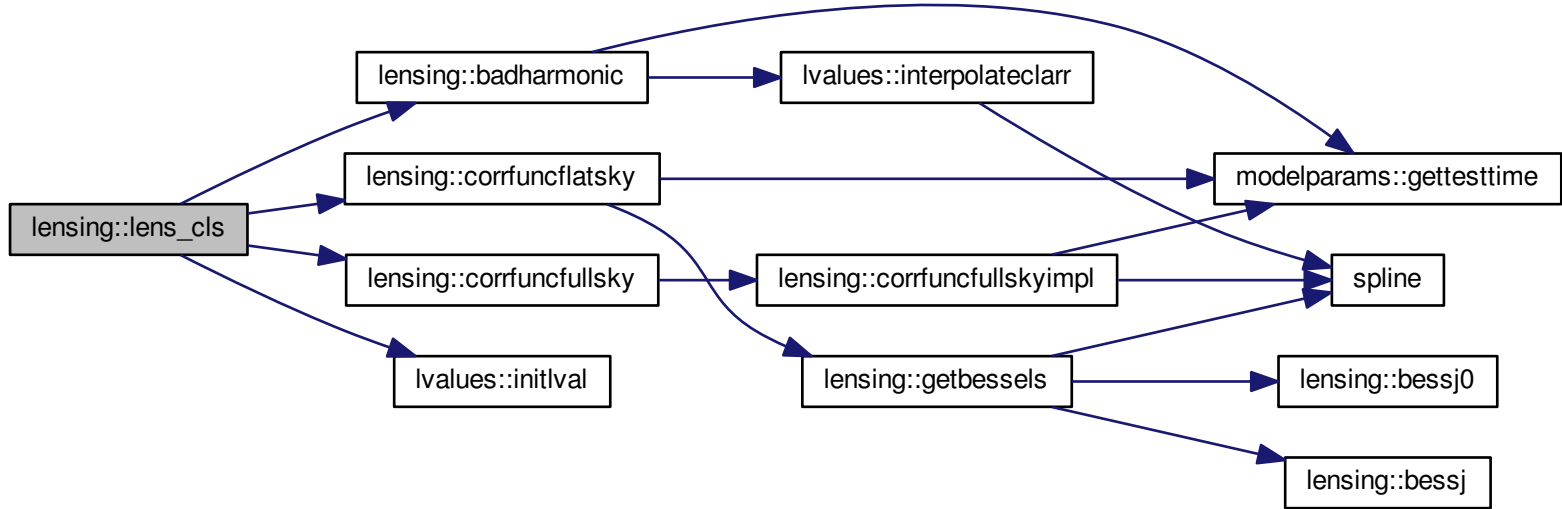 lensing::badharmonic
lvalues::interpolateclarr
lensing::corrfuncflatsky
modelparams::gettesttime
lensing::lens_cls
lensing::corrfuncfullsky
lensing::corrfuncfullskyimpl
spline
lvalues::initlval
lensing::getbessels
lensing::bessj0
lensing::bessj